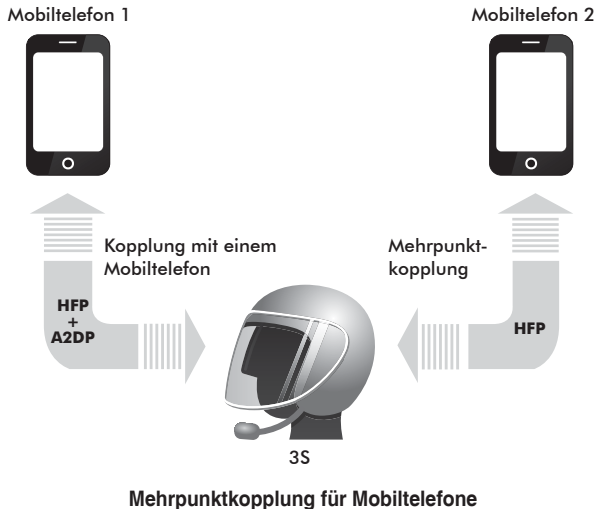 Mobiltelefon 1
Mobiltelefon 2
Kopplung mit einem
Mobiltelefon
Mehrpunkt-
kopplung
HFP
+
A2DP
HFP
3S
Mehrpunktkopplung für Mobiltelefone